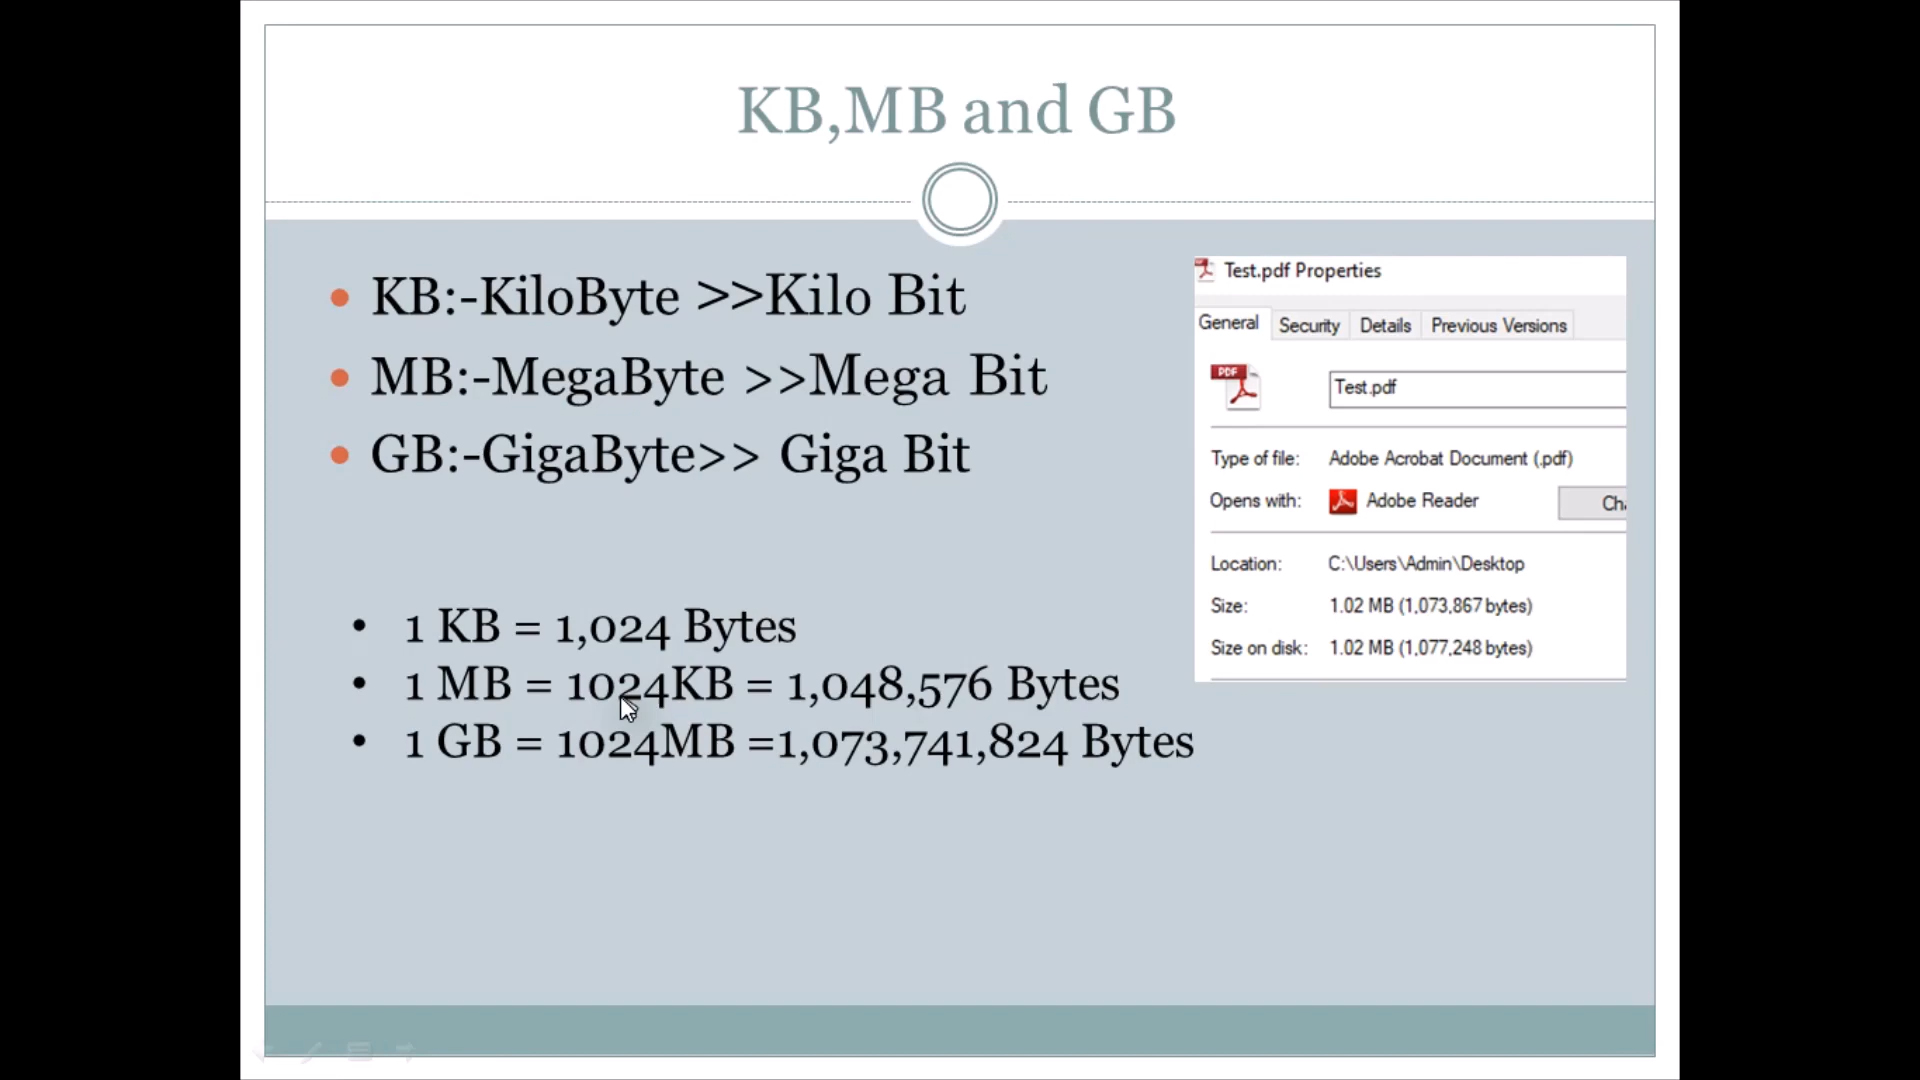 KB,MB and GB
KB:-KiloByte >>Kilo Bit
MB:-MegaByte >>Mega Bit
GB:-GigaByte>> Giga Bit
1 KB = 1,024 Bytes
1 MB = 1024KB = 1,048,576 Bytes
1 GB = 1024MB =1,073,741,824 Bytes
Test.pdf Properties
General Security Details Previous Versions
PDF
Test.pdf
Type of file: Adobe Acrobat Document (.pdf)
Opens with: Adobe Reader Cha
Location: C:\Users\Admin\Desktop
Size: 1.02 MB (1,073,867 bytes)
Size on disk: 1.02 MB (1,077,248 bytes)